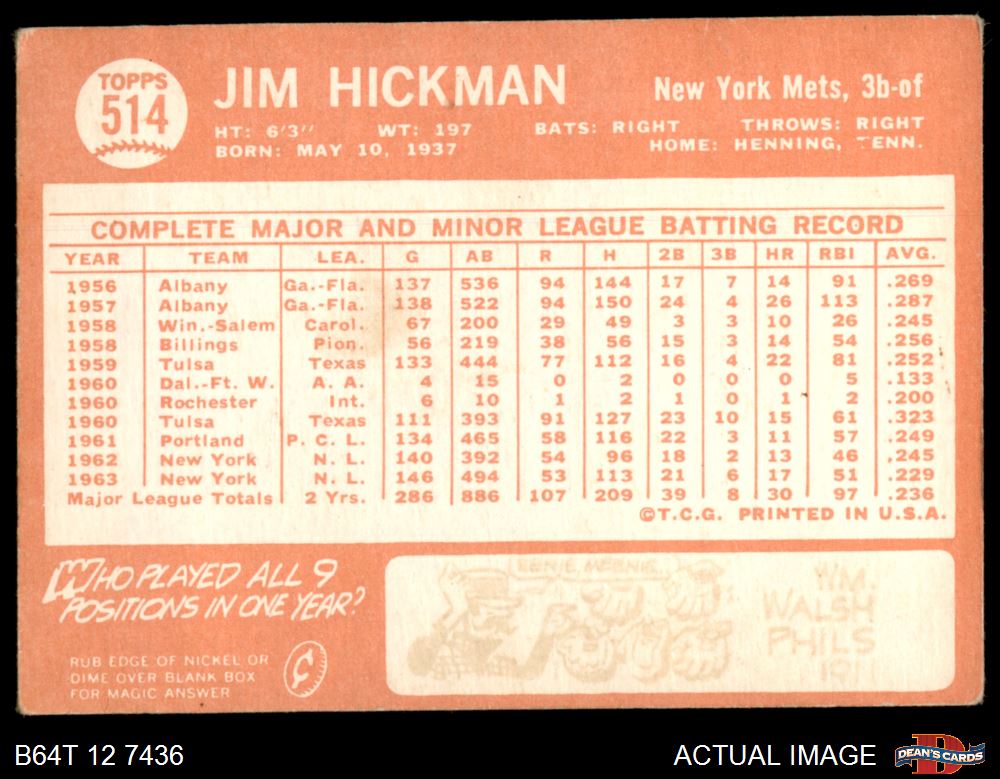 TOPPS
514
JIM HICKMAN
New York Mets, 3b-of
HT: 6'3" WT: 197 BATS: RIGHT THROWS: RIGHT
BORN: MAY 10, 1937 HOME: HENNING, TENN.
COMPLETE MAJOR AND MINOR LEAGUE BATTING RECORD
YEAR TEAM LEA. G AB R H 2B 3B HR RBI AVG.
1956 Albany Ga.-Fla. 137 536 94 144 17 7 14 91 .269
1957 Albany Ga.-Fla. 138 522 94 150 24 4 26 113 .287
1958 Win.-Salem Carol. 67 200 29 49 3 3 10 26 .245
1958 Billings Pion. 56 219 38 56 15 3 14 54 .256
1959 Tulsa Texas 133 444 77 112 16 4 22 81 .252
1960 Dal.-Ft. W. A. A. 4 15 0 2 0 0 0 5 .133
1960 Rochester Int. 6 10 1 2 1 0 1 2 .200
1960 Tulsa Texas 111 393 91 127 23 10 15 61 .323
1961 Portland P. C. L. 134 465 58 116 22 3 11 57 .249
1962 New York N. L. 140 392 54 96 18 2 13 46 .245
1963 New York N. L. 146 494 53 113 21 6 17 51 .229
Major League Totals 2 Yrs. 286 886 107 209 39 8 30 97 .236
©T.C.G. PRINTED IN U.S.A.
WHO PLAYED ALL 9
POSITIONS IN ONE YEAR?
RUB EDGE OF NICKEL OR
DIME OVER BLANK BOX
FOR MAGIC ANSWER
EENIE MEENIE
WM.
WALSH
PHILS
1911
B64T 12 7436
ACTUAL IMAGE
DEAN'S CARDS